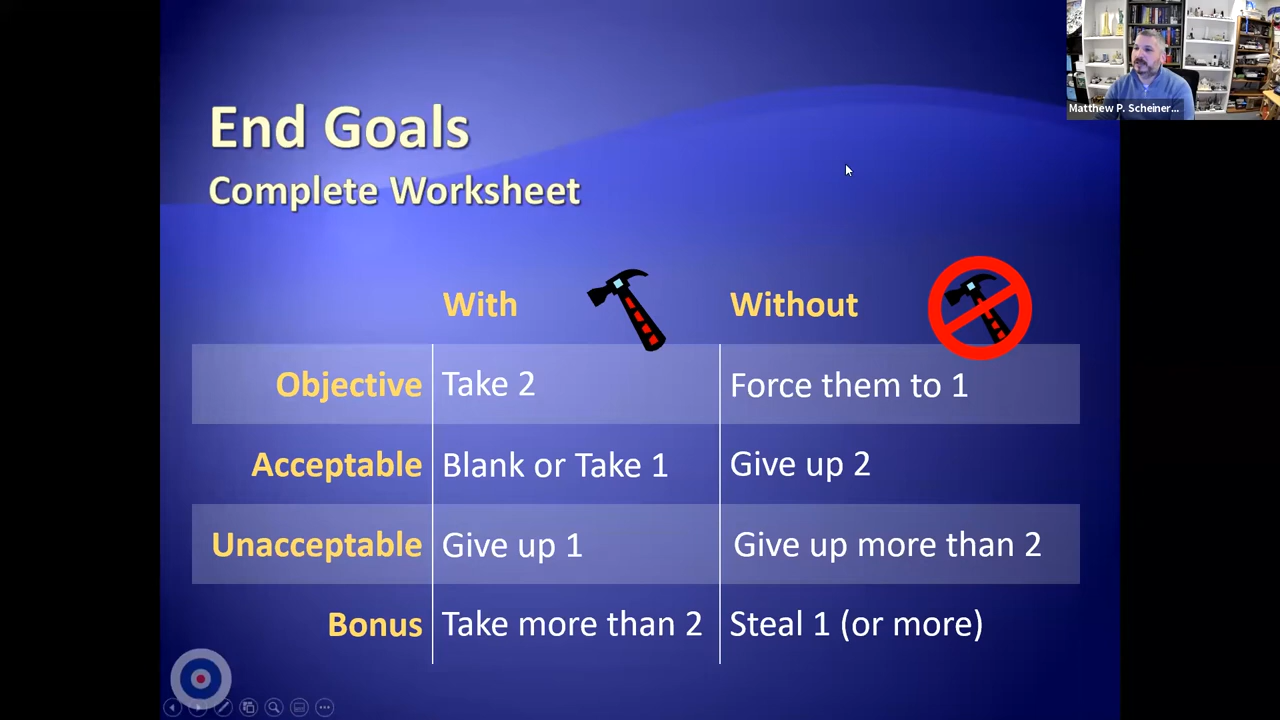 Matthew P. Scheiner...
End Goals
Complete Worksheet
With Without
Objective Take 2 Force them to 1
Acceptable Blank or Take 1 Give up 2
Unacceptable Give up 1 Give up more than 2
Bonus Take more than 2 Steal 1 (or more)